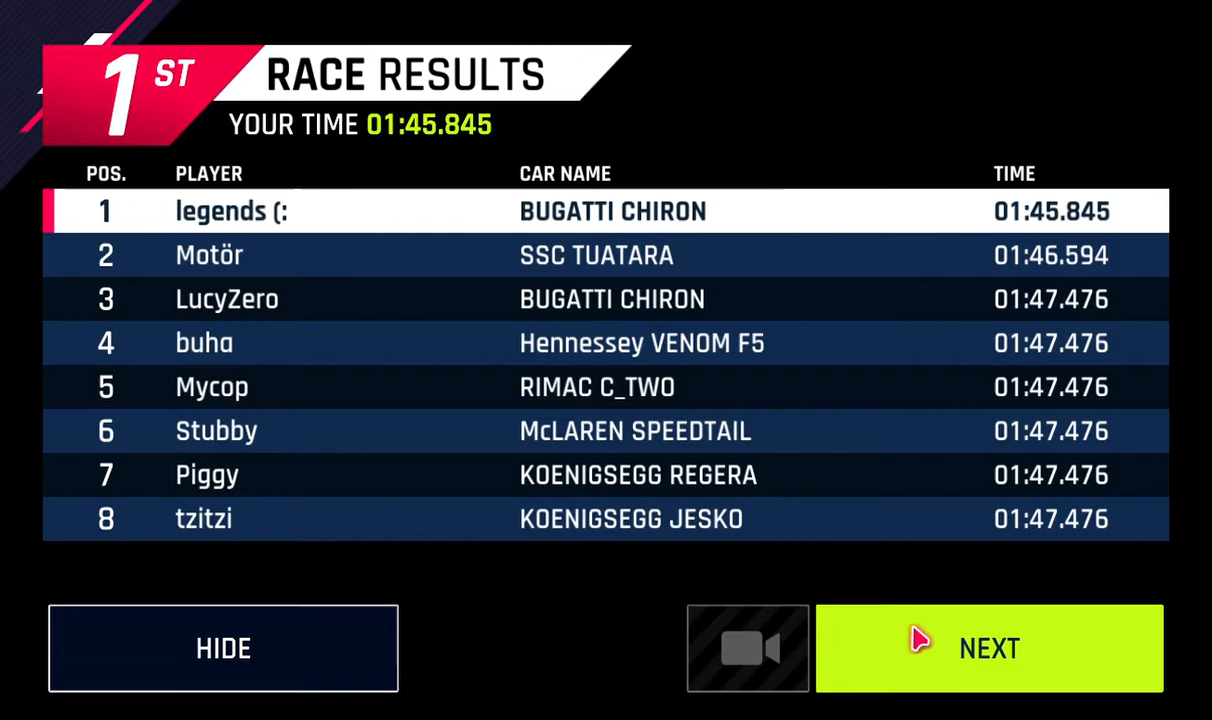 1 ST RACE RESULTS
YOUR TIME 01:45.845
POS. PLAYER CAR NAME TIME
1 legends (: BUGATTI CHIRON 01:45.845
2 Motör SSC TUATARA 01:46.594
3 LucyZero BUGATTI CHIRON 01:47.476
4 buha Hennessey VENOM F5 01:47.476
5 Mycop RIMAC C_TWO 01:47.476
6 Stubby McLAREN SPEEDTAIL 01:47.476
7 Piggy KOENIGSEGG REGERA 01:47.476
8 tzitzi KOENIGSEGG JESKO 01:47.476
HIDE NEXT